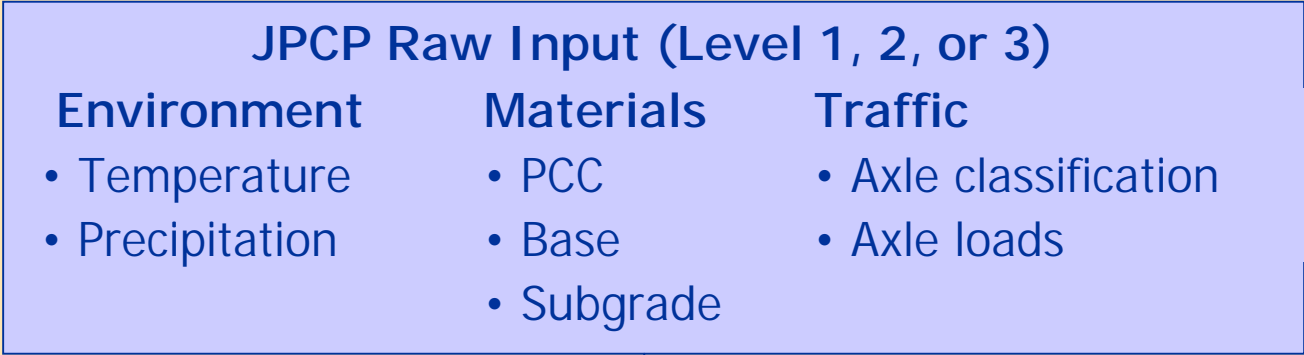 JPCP Raw Input (Level 1, 2, or 3)
Environment Materials Traffic
• Temperature • PCC • Axle classification
• Precipitation • Base • Axle loads
• Subgrade